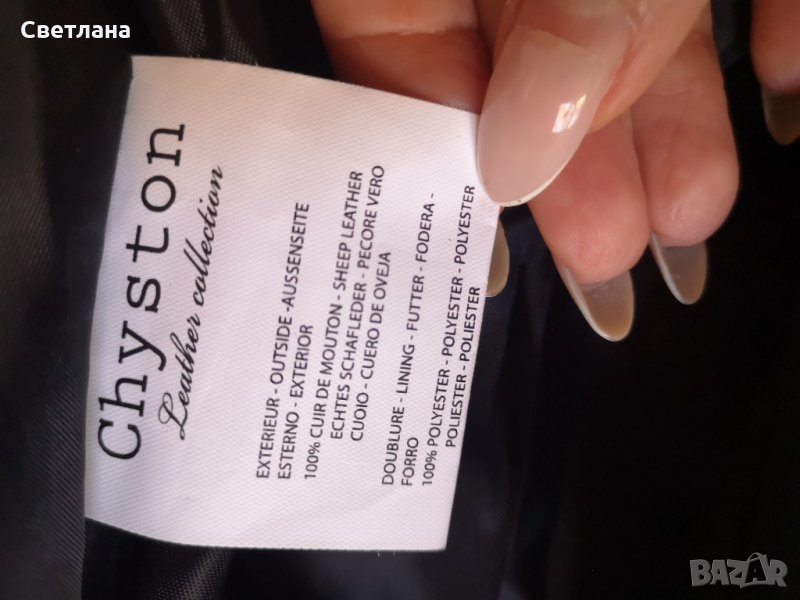 Светлана
Chyston
Leather collection
EXTERIEUR - OUTSIDE -AUSSENSEITE
ESTERNO - EXTERIOR
100% CUIR DE MOUTON - SHEEP LEATHER
ECHTES SCHAFLEDER - PECORE VERO
CUOIO - CUERO DE OVEJA
DOUBLURE - LINING - FUTTER - FODERA -
FORRO
100% POLYESTER - POLYESTER - POLYESTER
POLIESTER - POLIESTER
BAZAR